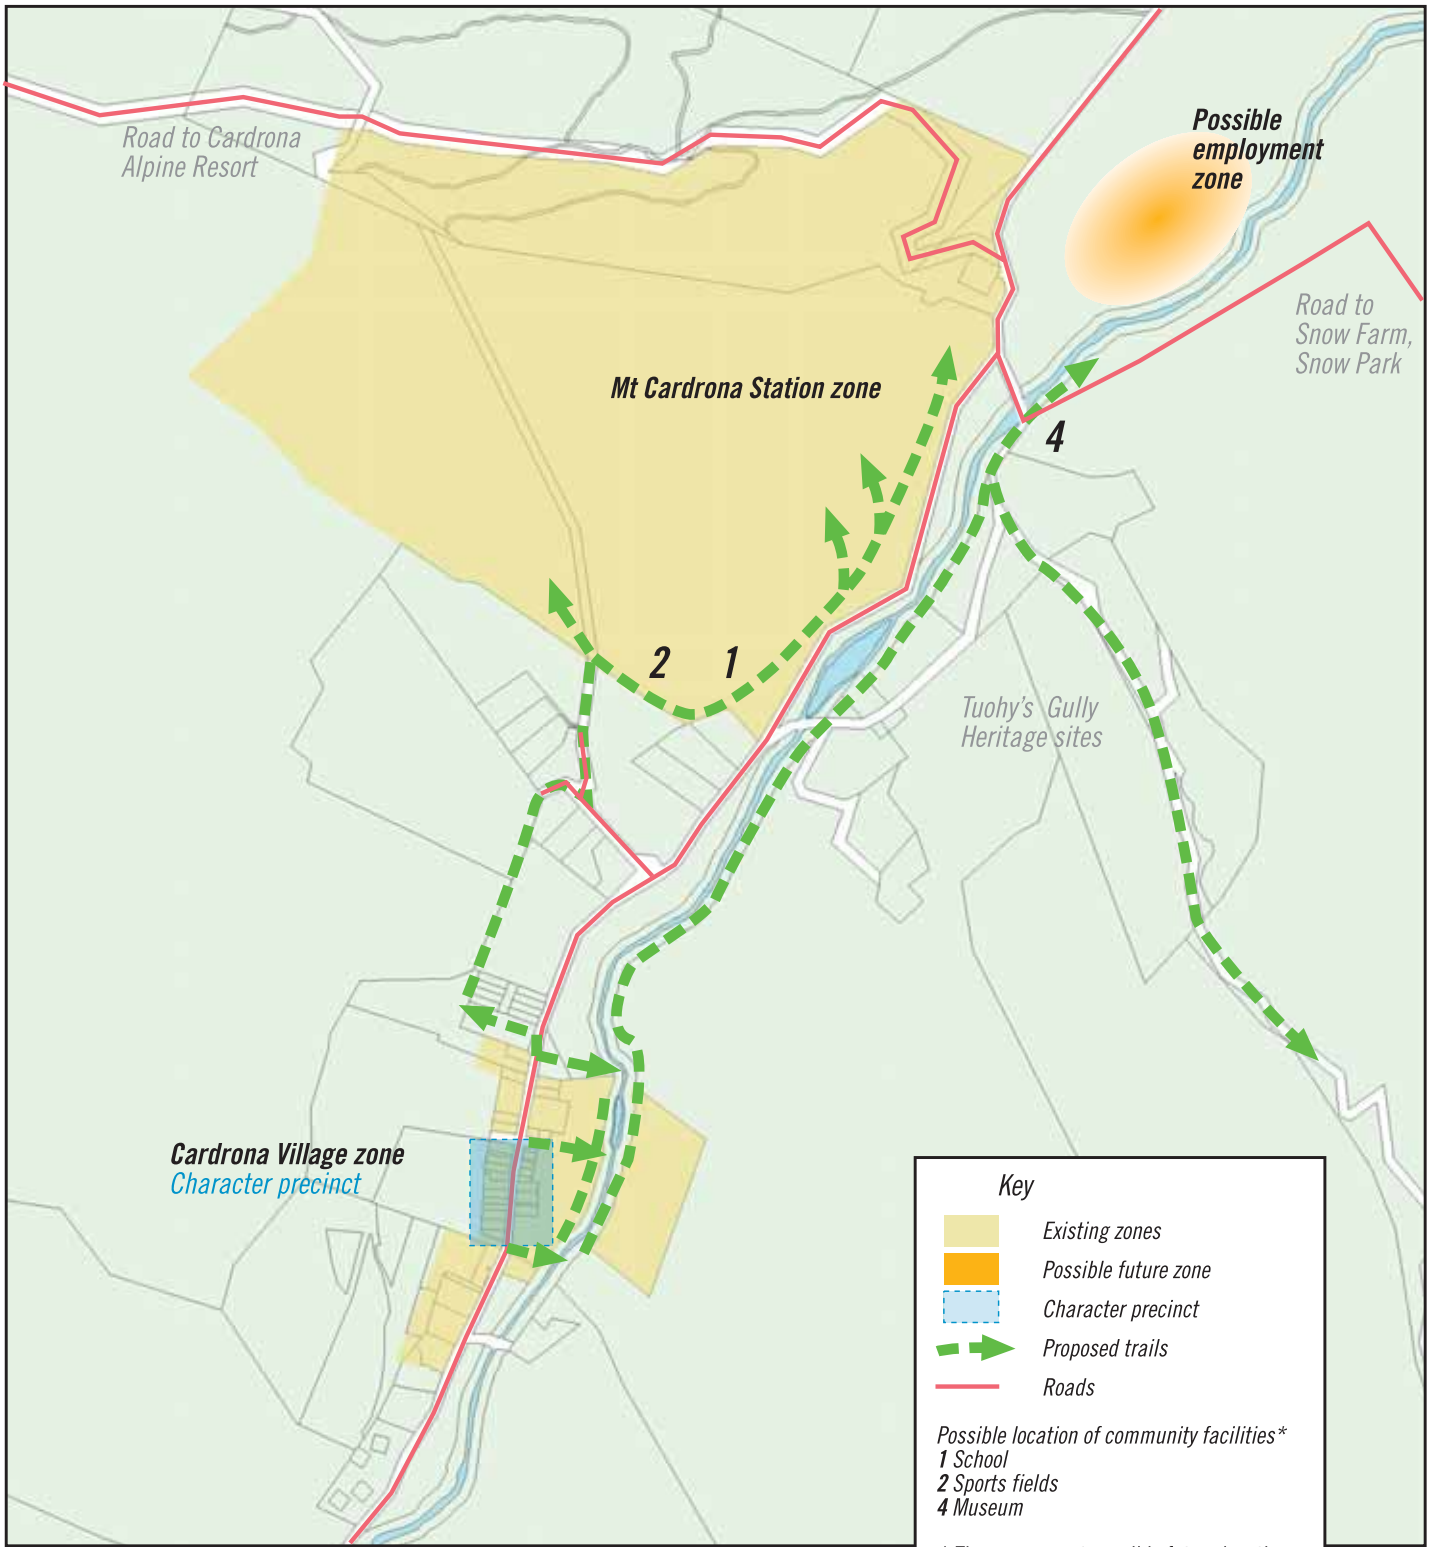 Road to Cardrona
Alpine Resort
Possible
employment
zone
Road to
Snow Farm,
Snow Park
Mt Cardrona Station zone
4
2 1
Tuohy's Gully
Heritage sites
Cardrona Village zone
Character precinct
Key
Existing zones
Possible future zone
Character precinct
Proposed trails
Roads
Possible location of community facilities*
1 School
2 Sports fields
4 Museum